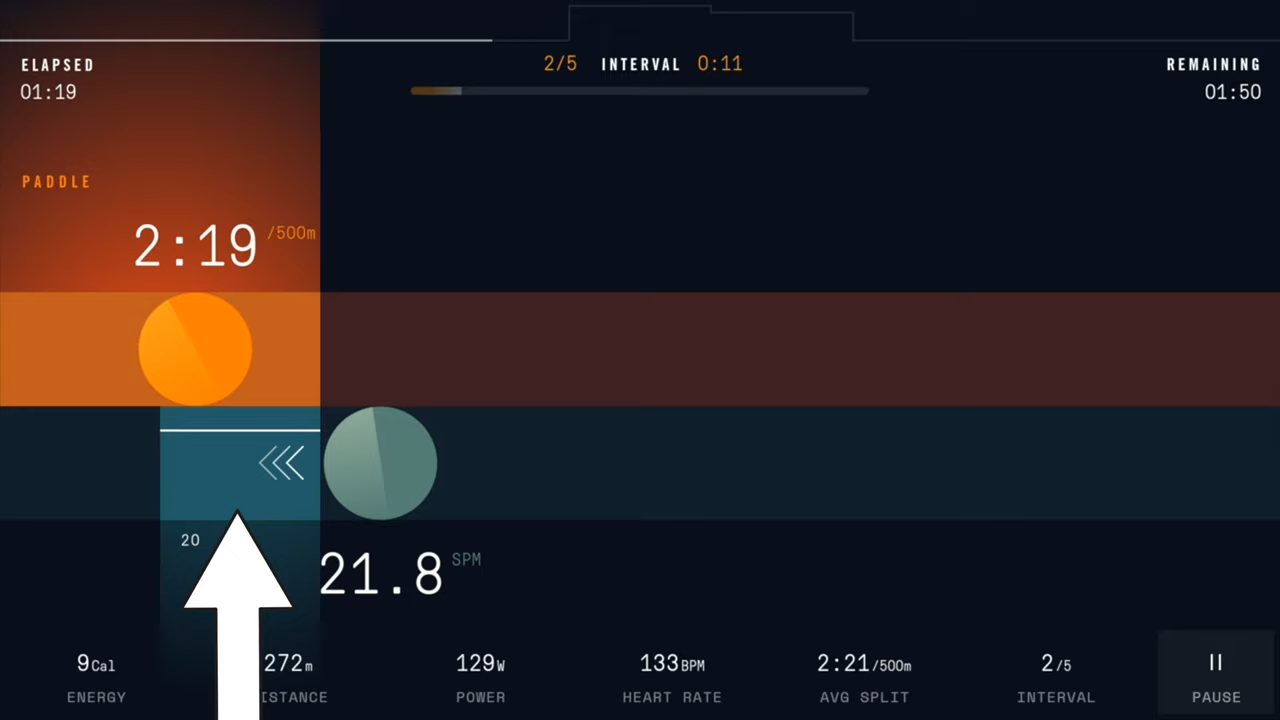 ELAPSED
01:19
2/5 INTERVAL 0:11
REMAINING
01:50
PADDLE
2:19 /500m
20
21.8 SPM
9Cal
ENERGY
272m
ISTANCE
129W
POWER
133BPM
HEART RATE
2:21/500m
AVG SPLIT
2/5
INTERVAL
PAUSE